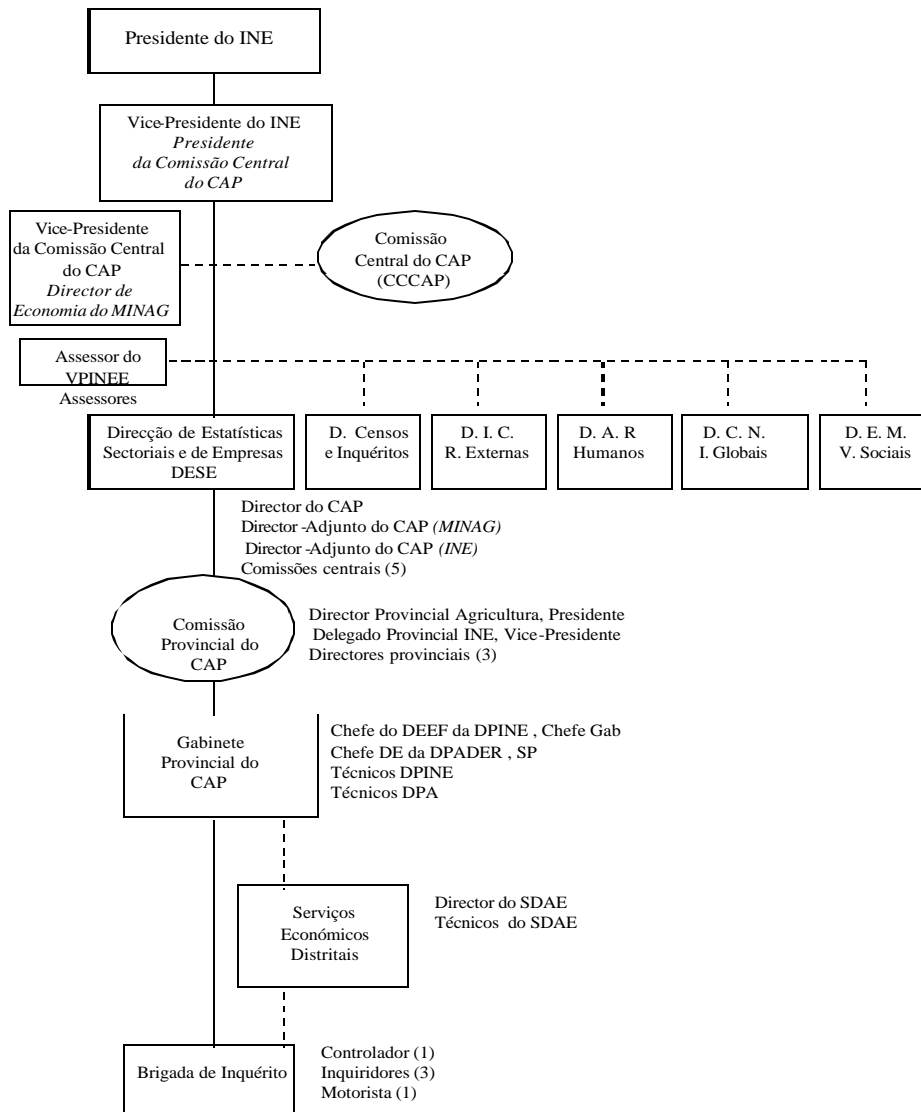 Presidente do INE
Vice-Presidente do INE
Presidente
da Comissão Central
do CAP
Vice-Presidente
da Comissão Central
do CAP
Director de
Economia do MINAG
Comissão
Central do CAP
(CCCAP)
Assessor do
VPINEE
Assessores
Direcção de Estatísticas
Sectoriais e de Empresas
DESE
D. Censos
e Inquéritos
D. I. C.
R. Externas
D. A. R
Humanos
D. C. N.
I. Globais
D. E. M.
V. Sociais
Director do CAP
Director -Adjunto do CAP (MINAG)
Director -Adjunto do CAP (INE)
Comissões centrais (5)
Comissão
Provincial do
CAP
Director Provincial Agricultura, Presidente
Delegado Provincial INE, Vice-Presidente
Directores provinciais (3)
Gabinete
Provincial do
CAP
Chefe do DEEF da DPINE , Chefe Gab
Chefe DE da DPADER , SP
Técnicos DPINE
Técnicos DPA
Serviços
Económicos
Distritais
Director do SDAE
Técnicos do SDAE
Brigada de Inquérito
Controlador (1)
Inquiridores (3)
Motorista (1)